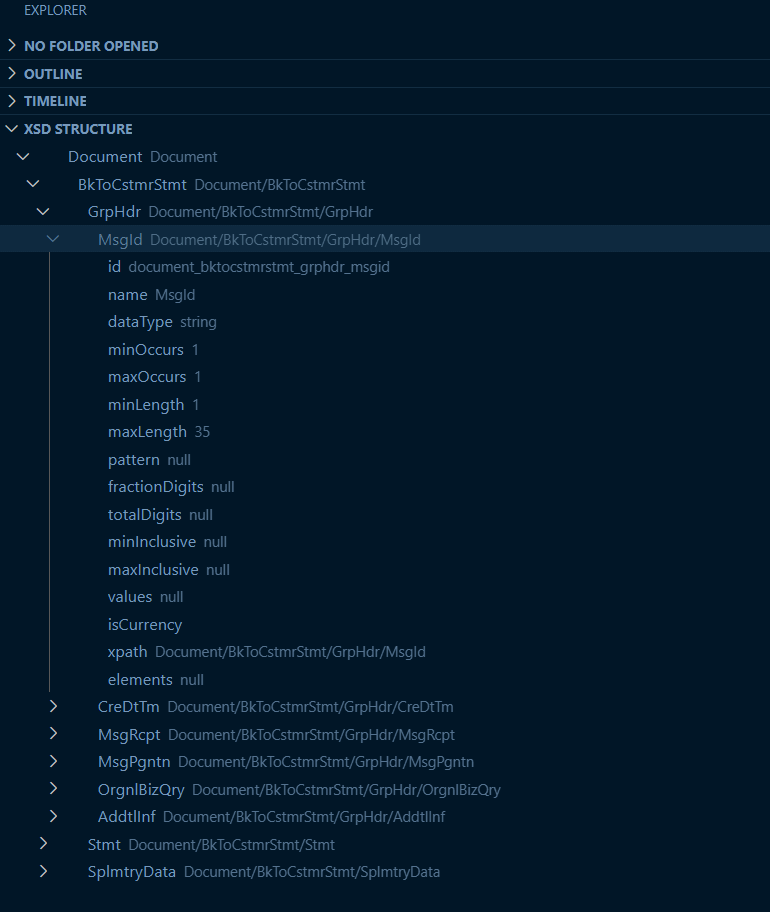 EXPLORER
NO FOLDER OPENED
OUTLINE
TIMELINE
XSD STRUCTURE
Document Document
BkToCstmrStmt Document/BkToCstmrStmt
GrpHdr Document/BkToCstmrStmt/GrpHdr
MsgId Document/BkToCstmrStmt/GrpHdr/MsgId
id document_bktocstmrstmt_grphdr_msgid
name MsgId
dataType string
minOccurs 1
maxOccurs 1
minLength 1
maxLength 35
pattern null
fractionDigits null
totalDigits null
minInclusive null
maxInclusive null
values null
isCurrency
xpath Document/BkToCstmrStmt/GrpHdr/MsgId
elements null
CreDtTm Document/BkToCstmrStmt/GrpHdr/CreDtTm
MsgRcpt Document/BkToCstmrStmt/GrpHdr/MsgRcpt
MsgPgntn Document/BkToCstmrStmt/GrpHdr/MsgPgntn
OrgnlBizQry Document/BkToCstmrStmt/GrpHdr/OrgnlBizQry
AddtlInf Document/BkToCstmrStmt/GrpHdr/AddtlInf
Stmt Document/BkToCstmrStmt/Stmt
SplmtryData Document/BkToCstmrStmt/SplmtryData